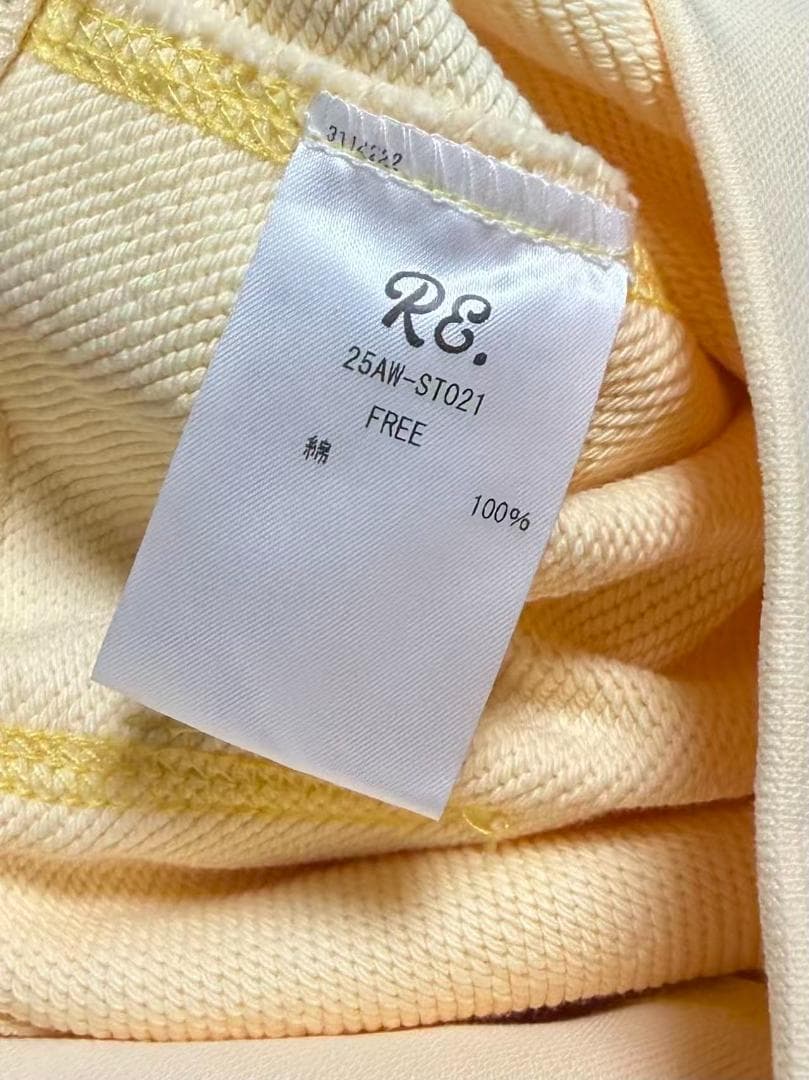 RE.
25AW-ST021
FREE
綿
100%